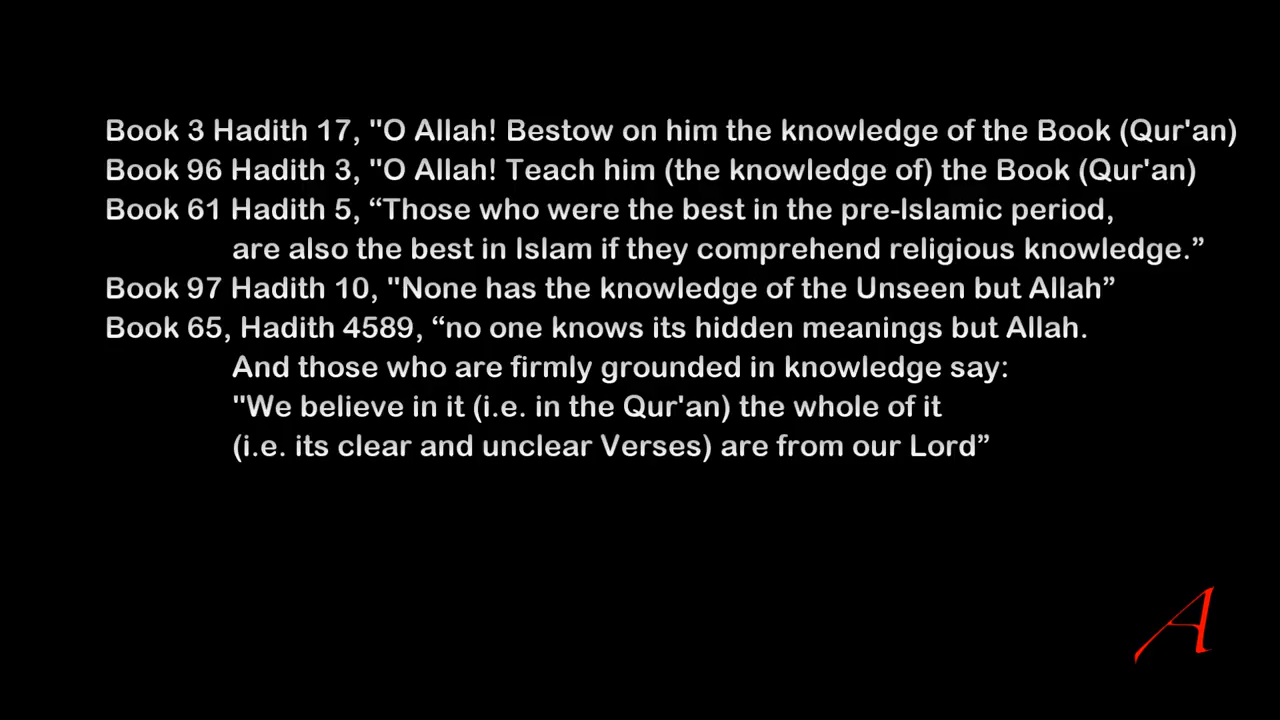 Book 3 Hadith 17, "O Allah! Bestow on him the knowledge of the Book (Qur'an)
Book 96 Hadith 3, "O Allah! Teach him (the knowledge of) the Book (Qur'an)
Book 61 Hadith 5, “Those who were the best in the pre-Islamic period,
are also the best in Islam if they comprehend religious knowledge.”
Book 97 Hadith 10, "None has the knowledge of the Unseen but Allah”
Book 65, Hadith 4589, “no one knows its hidden meanings but Allah.
And those who are firmly grounded in knowledge say:
"We believe in it (i.e. in the Qur'an) the whole of it
(i.e. its clear and unclear Verses) are from our Lord”
A